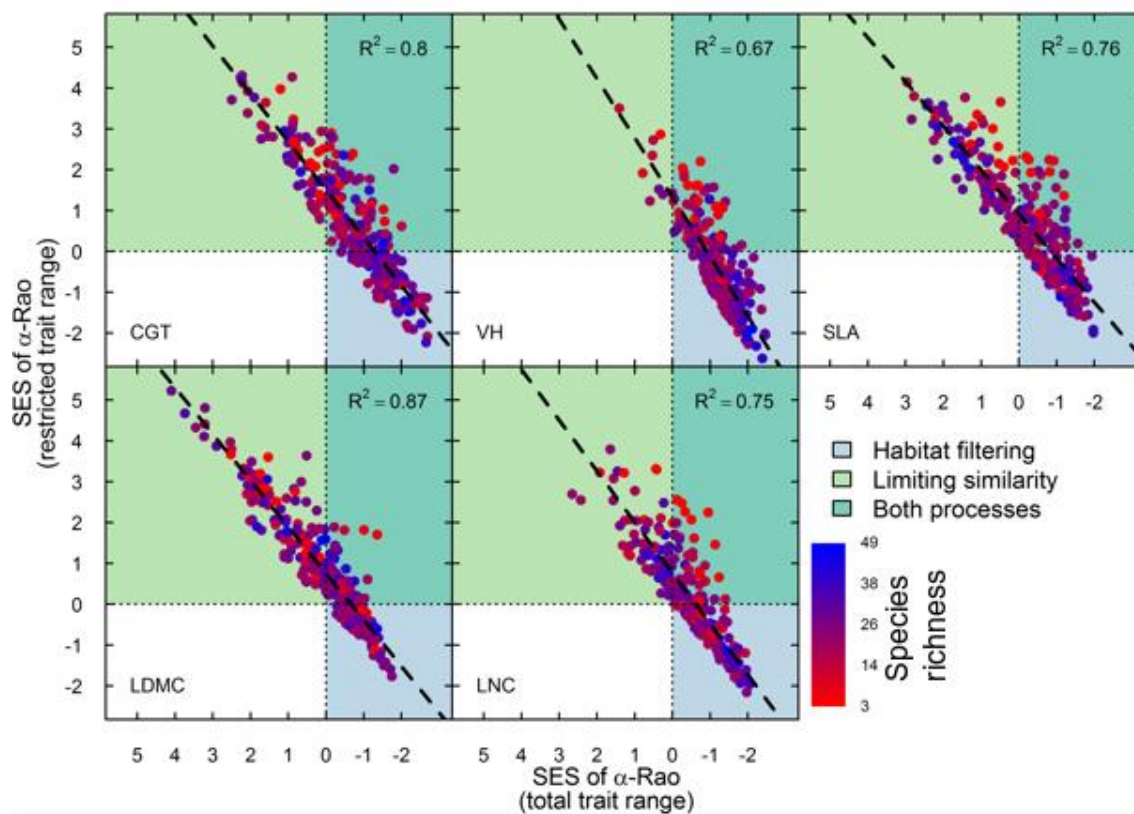 R² = 0.8
R² = 0.67
R² = 0.76
5
4
3
2
1
0
-1
-2
CGT
VH
SLA
SES of α-Rao
(restricted trait range)
R² = 0.87
R² = 0.75
5 4 3 2 1 0 -1 -2
5
4
3
2
1
0
-1
-2
LDMC
LNC
Habitat filtering
Limiting similarity
Both processes
49
38
26
14
3
Species
richness
5 4 3 2 1 0 -1 -2
5 4 3 2 1 0 -1 -2
SES of α-Rao
(total trait range)